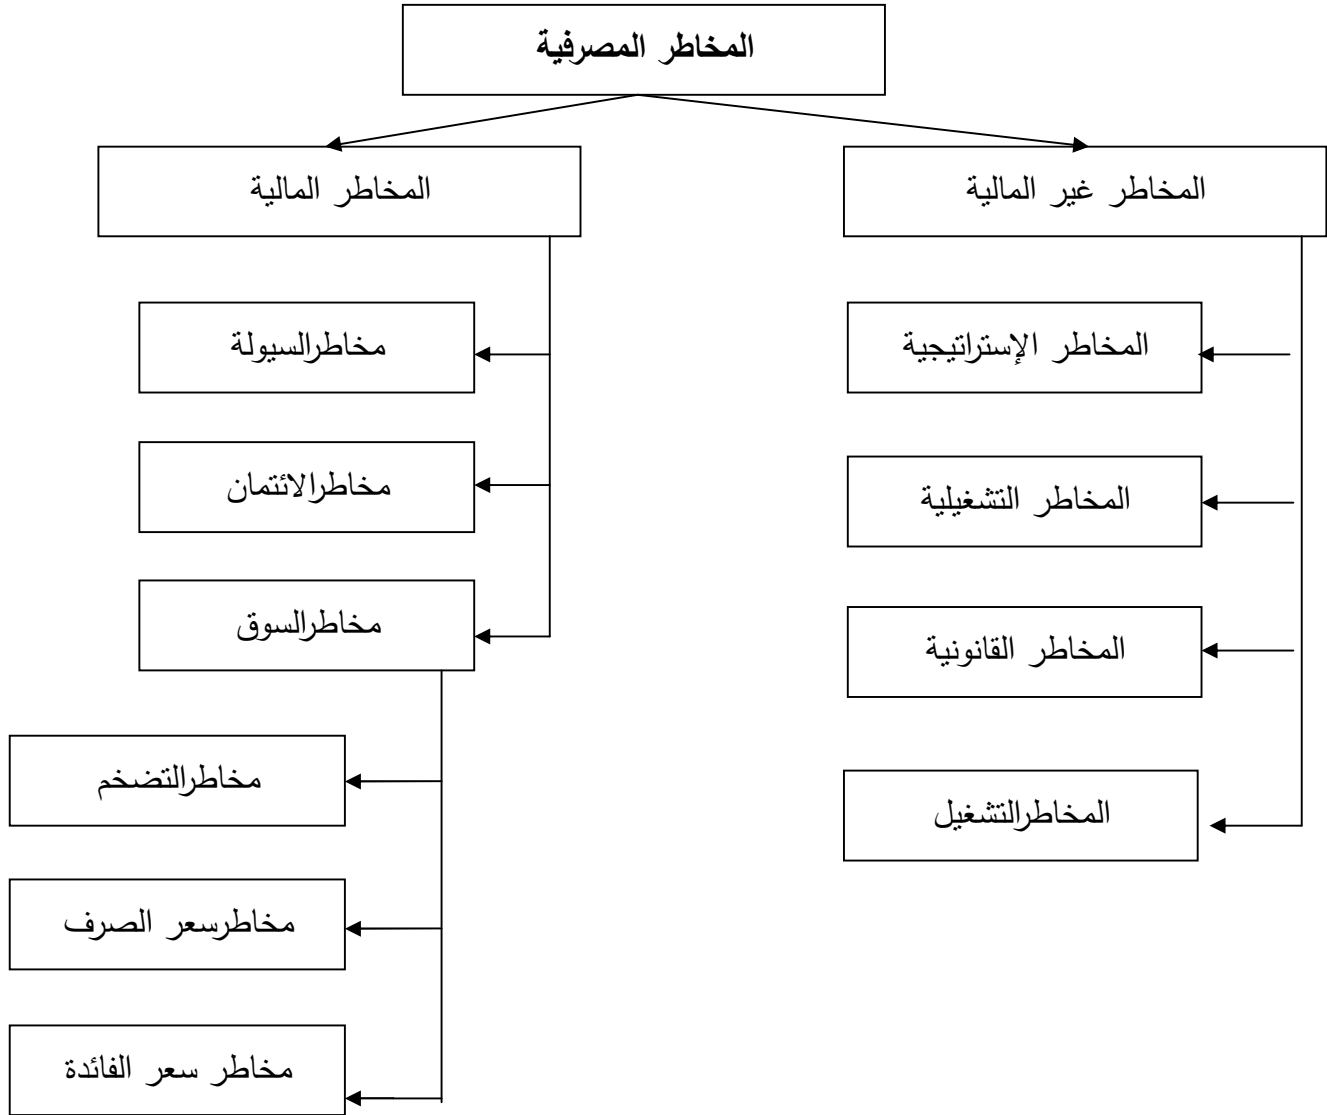 المخاطر المصرفية
المخاطر غير المالية
المخاطر المالية
المخاطر الإستراتيجية
مخاطرالسيولة
المخاطر التشغيلية
مخاطرالائتمان
المخاطر القانونية
مخاطرالسوق
المخاطرالتشغيل
مخاطرالتضخم
مخاطرسعر الصرف
مخاطر سعر الفائدة